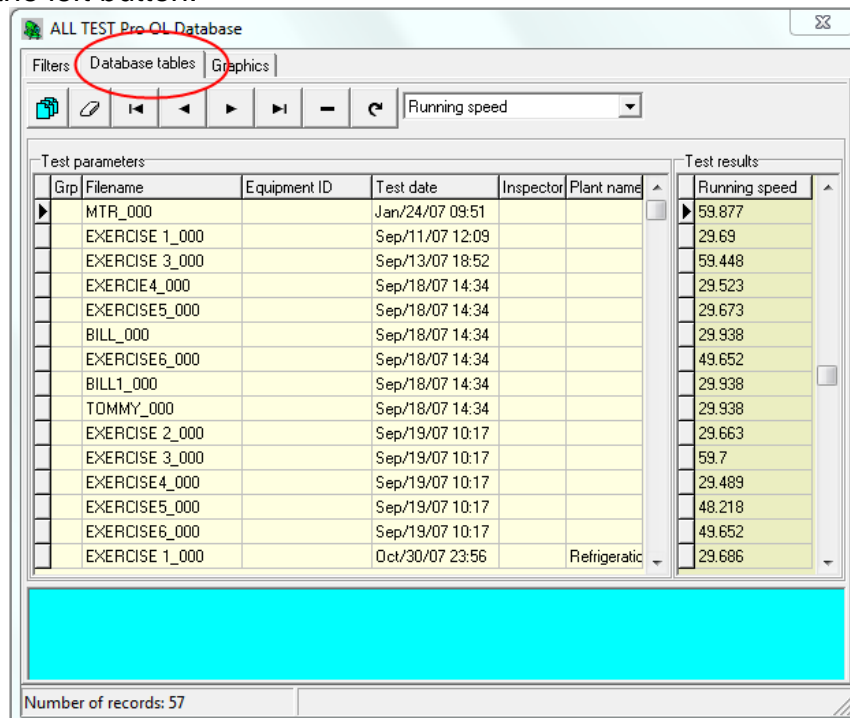 the left button.
ALL TEST Pro OL Database
Filters Database tables Graphics
Running speed
Test parameters Test results
Grp Filename Equipment ID Test date Inspector Plant name Running speed
MTR_000 Jan/24/07 09:51 59.877
EXERCISE 1_000 Sep/11/07 12:09 29.69
EXERCISE 3_000 Sep/13/07 18:52 59.448
EXERCIE4_000 Sep/18/07 14:34 29.523
EXERCISE5_000 Sep/18/07 14:34 29.673
BILL_000 Sep/18/07 14:34 29.938
EXERCISE6_000 Sep/18/07 14:34 49.652
BILL1_000 Sep/18/07 14:34 29.938
TOMMY_000 Sep/18/07 14:34 29.938
EXERCISE 2_000 Sep/19/07 10:17 29.663
EXERCISE 3_000 Sep/19/07 10:17 59.7
EXERCISE4_000 Sep/19/07 10:17 29.489
EXERCISE5_000 Sep/19/07 10:17 48.218
EXERCISE6_000 Sep/19/07 10:17 49.652
EXERCISE 1_000 Oct/30/07 23:56 Refrigeratic 29.686
Number of records: 57